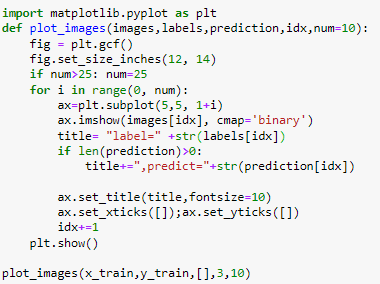 import matplotlib.pyplot as plt
def plot_images(images,labels,prediction,idx,num=10):
    fig = plt.gcf()
    fig.set_size_inches(12, 14)
    if num>25: num=25
    for i in range(0, num):
        ax=plt.subplot(5,5, 1+i)
        ax.imshow(images[idx], cmap='binary')
        title= "label=" +str(labels[idx])
        if len(prediction)>0:
            title+=",predict="+str(prediction[idx])

        ax.set_title(title,fontsize=10)
        ax.set_xticks([]);ax.set_yticks([])
        idx+=1
    plt.show()

plot_images(x_train,y_train,[],3,10)